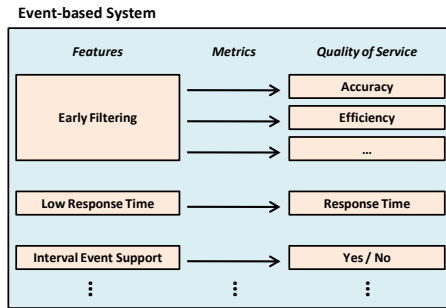 Event-based System
Features Metrics Quality of Service
Early Filtering
Accuracy
Efficiency
...
Low Response Time
Response Time
Interval Event Support
Yes / No